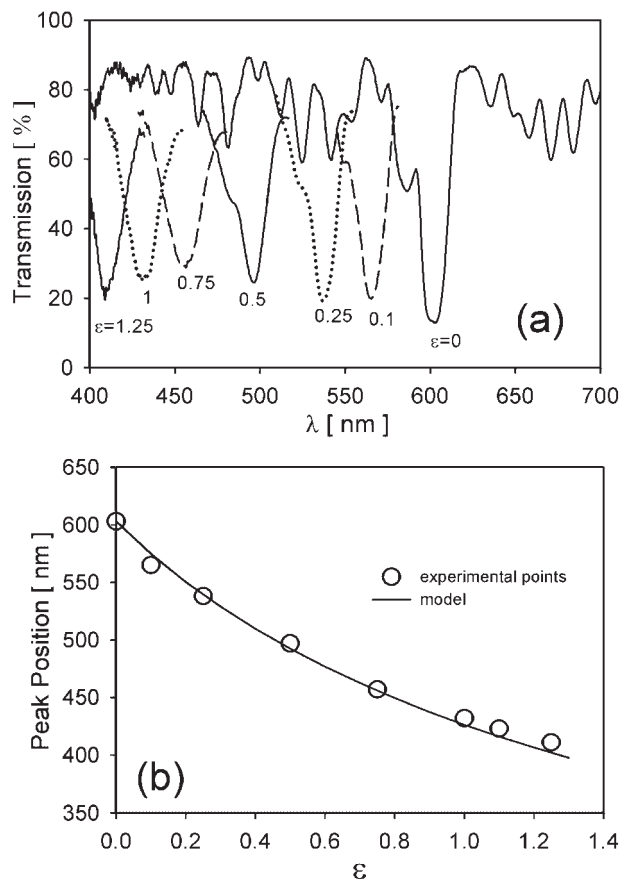 100
80
60
40
20
0
Transmission [ % ]
ε=1.25
1
0.75
0.5
0.25
0.1
ε=0
(a)
400 450 500 550 600 650 700
λ [ nm ]
650
600
550
500
450
400
350
Peak Position [ nm ]
experimental points
model
(b)
0.0 0.2 0.4 0.6 0.8 1.0 1.2 1.4
ε